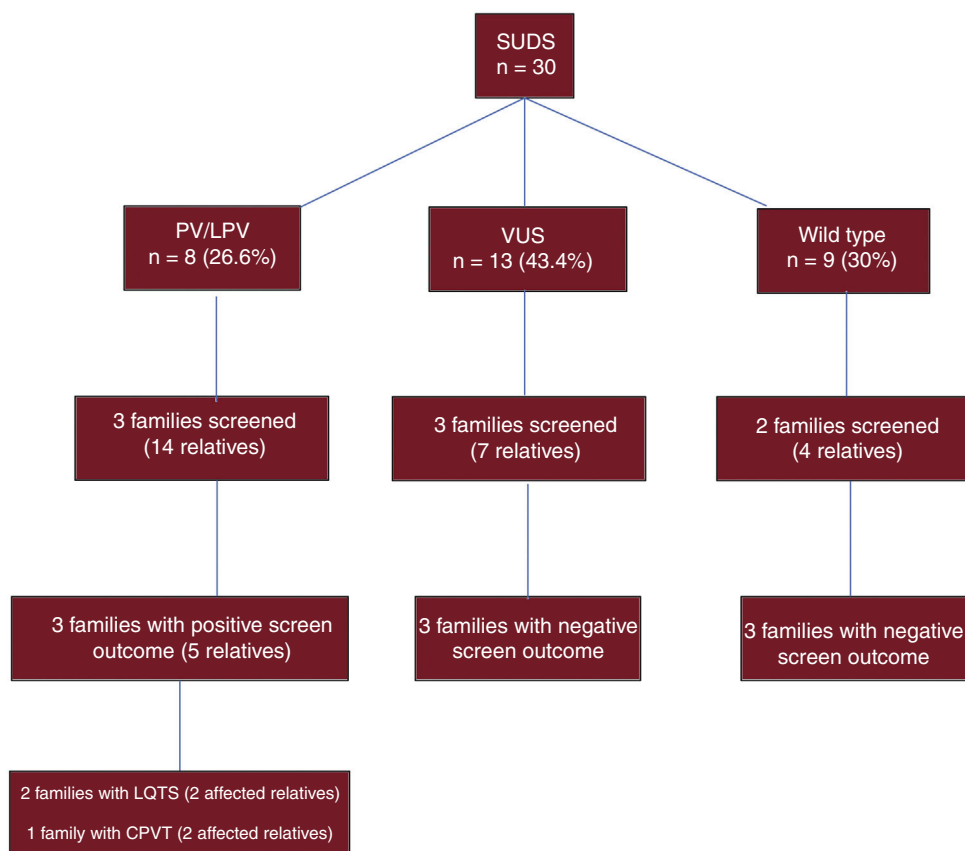 SUDS
n = 30
PV/LPV
n = 8 (26.6%)
VUS
n = 13 (43.4%)
Wild type
n = 9 (30%)
3 families screened
(14 relatives)
3 families screened
(7 relatives)
2 families screened
(4 relatives)
3 families with positive screen
outcome (5 relatives)
3 families with negative
screen outcome
3 families with negative
screen outcome
2 families with LQTS (2 affected relatives)
1 family with CPVT (2 affected relatives)